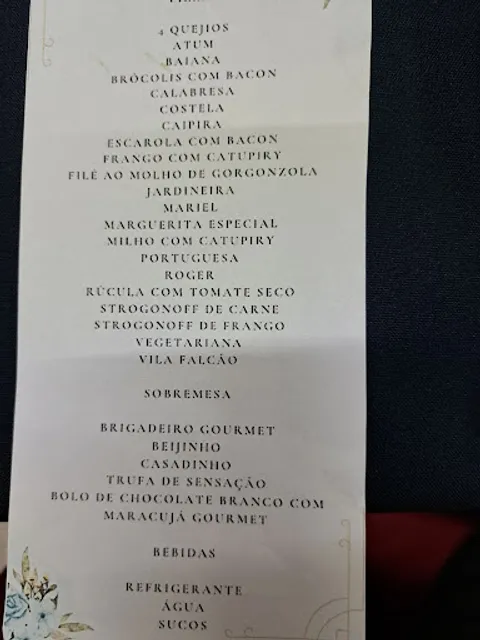 4 QUEJIOS
ATUM
BAIANA
BRÓCOLIS COM BACON
CALABRESA
COSTELA
CAIPIRA
ESCAROLA COM BACON
FRANGO COM CATUPIRY
FILÉ AO MOLHO DE GORGONZOLA
JARDINEIRA
MARIEL
MARGUERITA ESPECIAL
MILHO COM CATUPIRY
PORTUGUESA
ROGER
RÚCULA COM TOMATE SECO
STROGONOFF DE CARNE
STROGONOFF DE FRANGO
VEGETARIANA
VILA FALCÃO
SOBREMESA
BRIGADEIRO GOURMET
BEIJINHO
CASADINHO
TRUFA DE SENSAÇÃO
BOLO DE CHOCOLATE BRANCO COM
MARACUJÁ GOURMET
BEBIDAS
REFRIGERANTE
ÁGUA
SUCOS